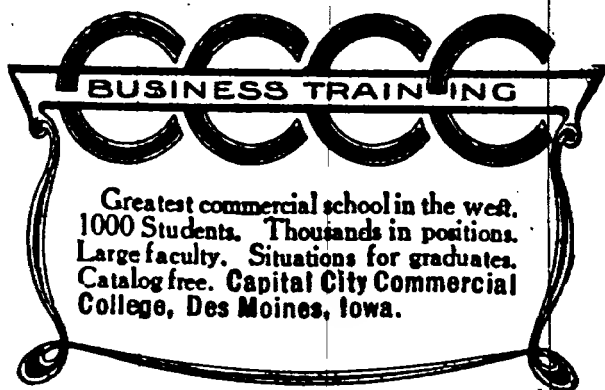 CCCC
BUSINESS TRAINING
Greatest commercial school in the west.
1000 Students. Thousands in positions.
Large faculty. Situations for graduates.
Catalog free. Capital City Commercial
College, Des Moines, Iowa.